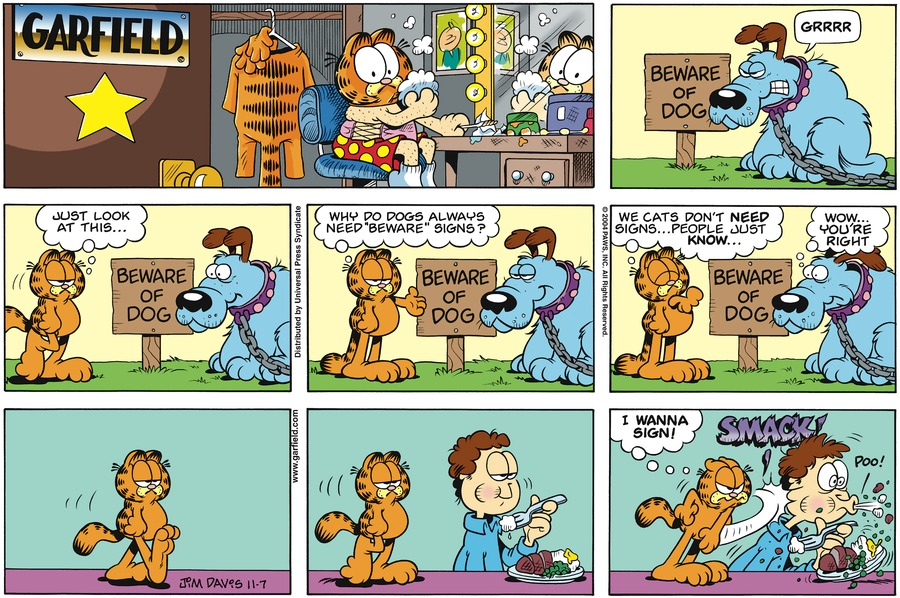 GARFIELD
GRRRR
BEWARE
OF
DOG
JUST LOOK
AT THIS...
BEWARE
OF
DOG
Distributed by Universal Press Syndicate
WHY DO DOGS ALWAYS
NEED "BEWARE" SIGNS?
BEWARE
OF
DOG
© 2004 PAWS, INC. All Rights Reserved.
WE CATS DON'T NEED
SIGNS...PEOPLE JUST
KNOW...
WOW...
YOU'RE
RIGHT
BEWARE
OF
DOG
JIM DAVIS 11-7
www.garfield.com
I WANNA
SIGN!
SMACK!
POO!